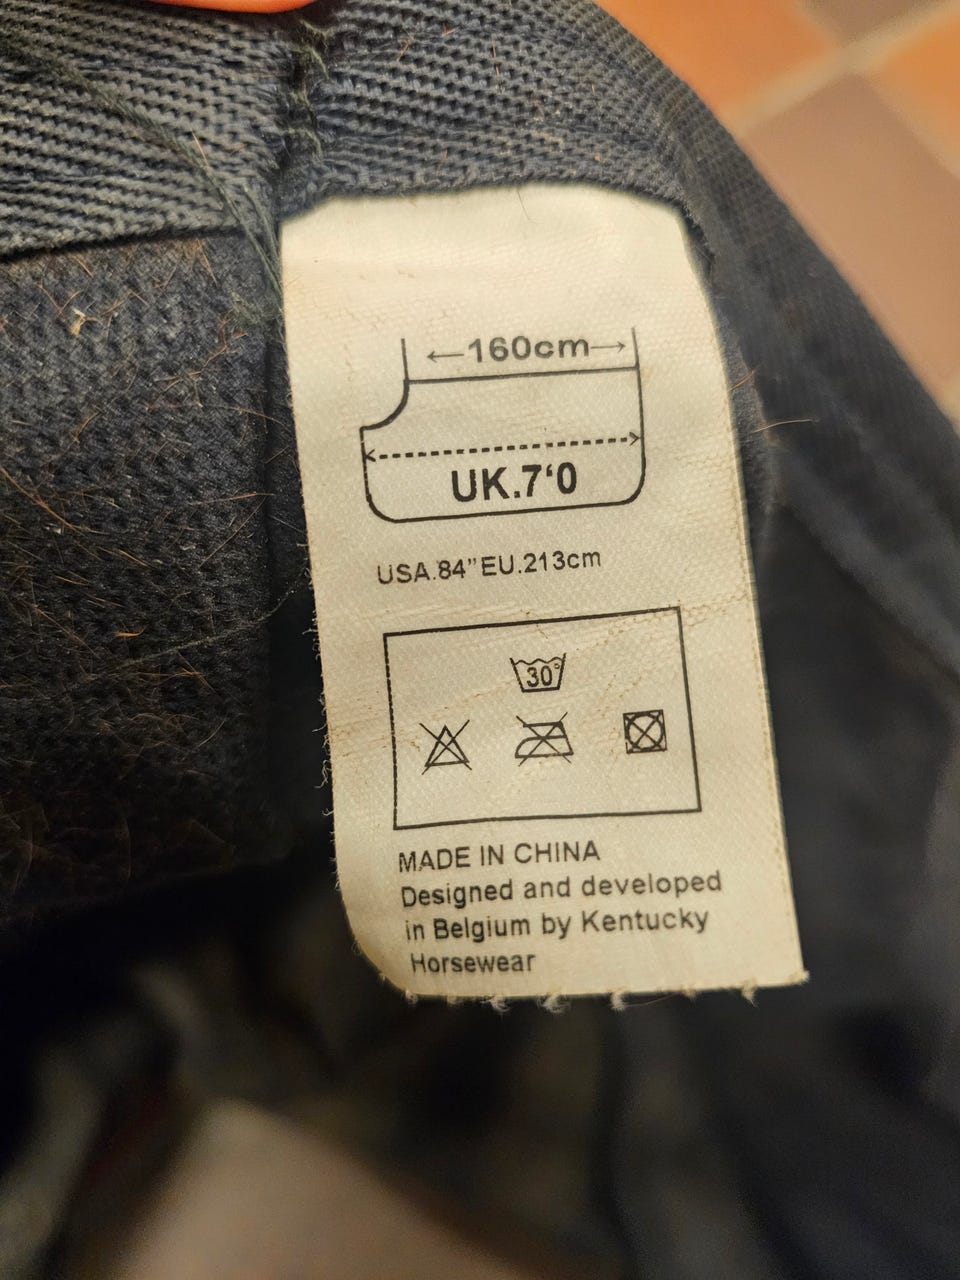 ←160cm→
UK.7‘0
USA.84” EU.213cm
30°
MADE IN CHINA
Designed and developed
in Belgium by Kentucky
Horsewear